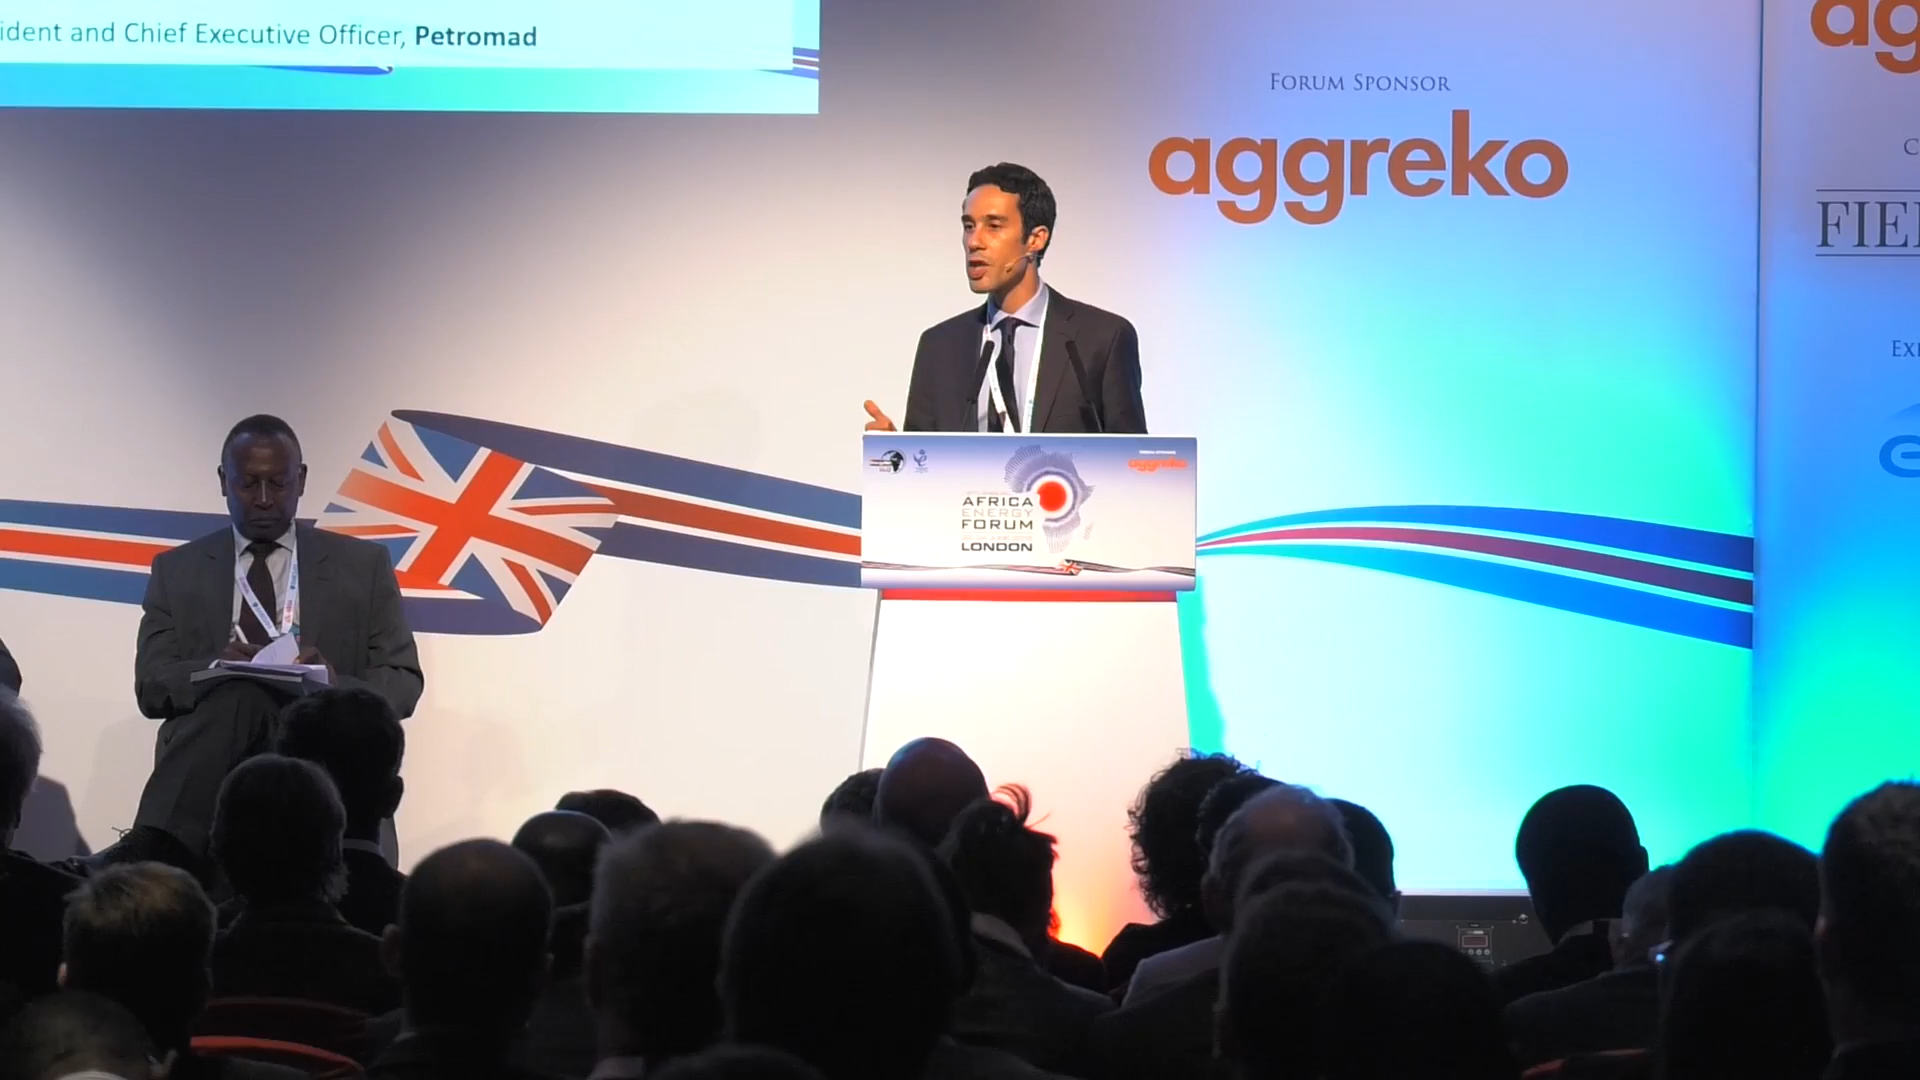 ident and Chief Executive Officer, Petromad
FORUM SPONSOR
aggreko
ag
C
FIE
EX
e
aggreko
AFRICA
ENERGY
FORUM
LONDON